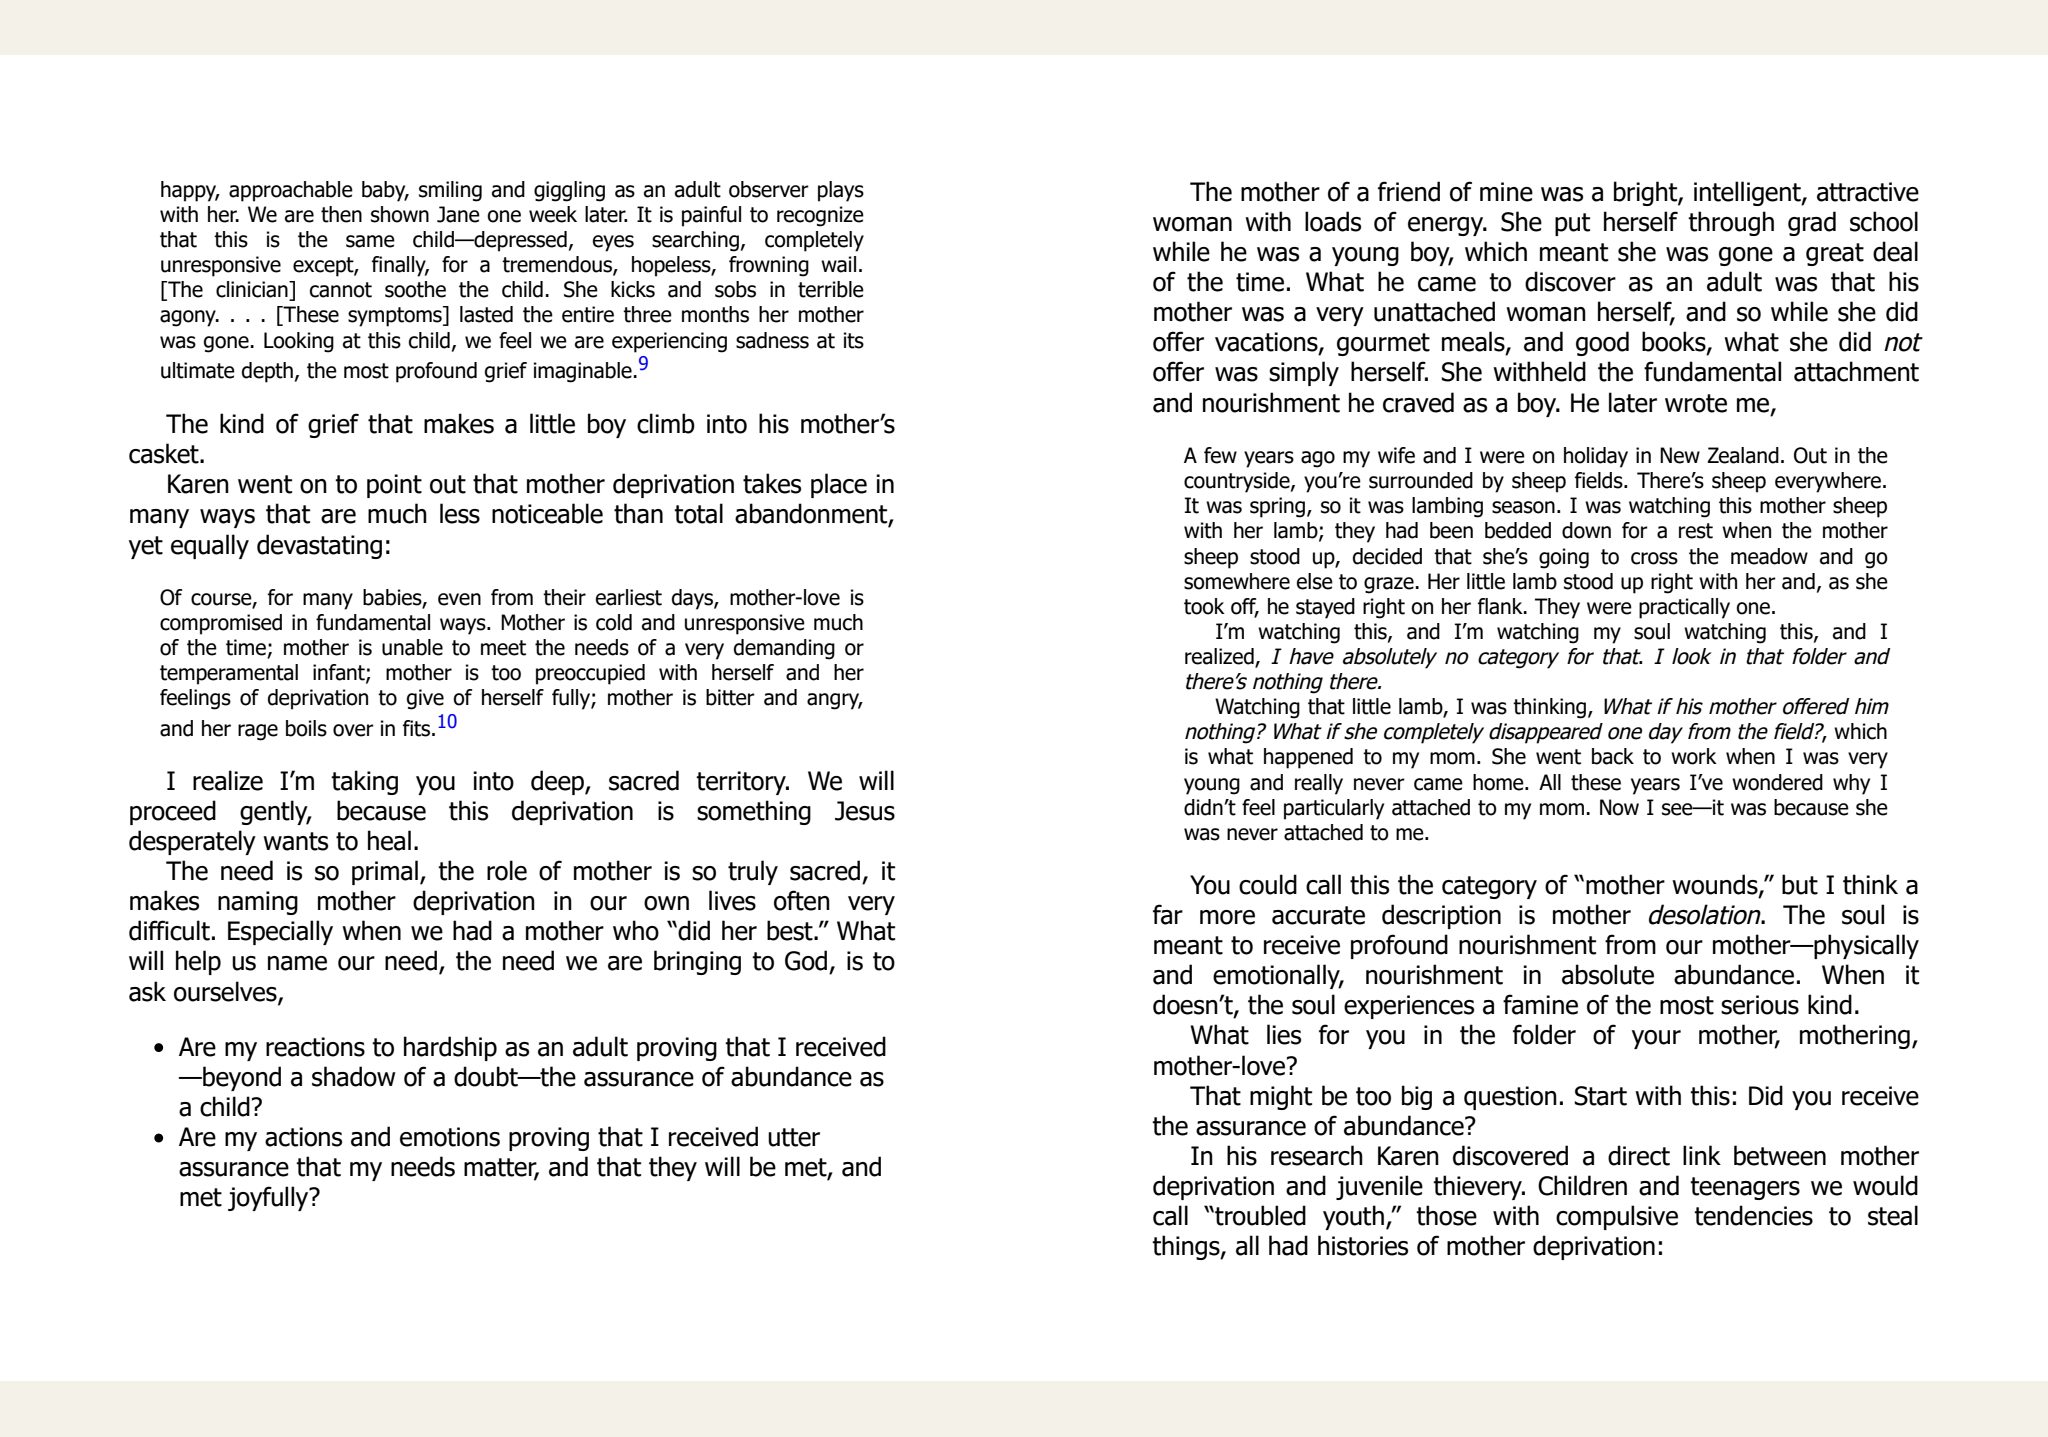 happy, approachable baby, smiling and giggling as an adult observer plays
with her. We are then shown Jane one week later. It is painful to recognize
that this is the same child—depressed, eyes searching, completely
unresponsive except, finally, for a tremendous, hopeless, frowning wail.
[The clinician] cannot soothe the child. She kicks and sobs in terrible
agony. . . . [These symptoms] lasted the entire three months her mother
was gone. Looking at this child, we feel we are experiencing sadness at its
ultimate depth, the most profound grief imaginable.9
The kind of grief that makes a little boy climb into his mother’s
casket.
Karen went on to point out that mother deprivation takes place in
many ways that are much less noticeable than total abandonment,
yet equally devastating:
Of course, for many babies, even from their earliest days, mother-love is
compromised in fundamental ways. Mother is cold and unresponsive much
of the time; mother is unable to meet the needs of a very demanding or
temperamental infant; mother is too preoccupied with herself and her
feelings of deprivation to give of herself fully; mother is bitter and angry,
and her rage boils over in fits.10
I realize I’m taking you into deep, sacred territory. We will
proceed gently, because this deprivation is something Jesus
desperately wants to heal.
The need is so primal, the role of mother is so truly sacred, it
makes naming mother deprivation in our own lives often very
difficult. Especially when we had a mother who “did her best.” What
will help us name our need, the need we are bringing to God, is to
ask ourselves,
• Are my reactions to hardship as an adult proving that I received
—beyond a shadow of a doubt—the assurance of abundance as
a child?
• Are my actions and emotions proving that I received utter
assurance that my needs matter, and that they will be met, and
met joyfully?
The mother of a friend of mine was a bright, intelligent, attractive
woman with loads of energy. She put herself through grad school
while he was a young boy, which meant she was gone a great deal
of the time. What he came to discover as an adult was that his
mother was a very unattached woman herself, and so while she did
offer vacations, gourmet meals, and good books, what she did not
offer was simply herself. She withheld the fundamental attachment
and nourishment he craved as a boy. He later wrote me,
A few years ago my wife and I were on holiday in New Zealand. Out in the
countryside, you’re surrounded by sheep fields. There’s sheep everywhere.
It was spring, so it was lambing season. I was watching this mother sheep
with her lamb; they had been bedded down for a rest when the mother
sheep stood up, decided that she’s going to cross the meadow and go
somewhere else to graze. Her little lamb stood up right with her and, as she
took off, he stayed right on her flank. They were practically one.
I’m watching this, and I’m watching my soul watching this, and I
realized, I have absolutely no category for that. I look in that folder and
there’s nothing there.
Watching that little lamb, I was thinking, What if his mother offered him
nothing? What if she completely disappeared one day from the field?, which
is what happened to my mom. She went back to work when I was very
young and really never came home. All these years I’ve wondered why I
didn’t feel particularly attached to my mom. Now I see—it was because she
was never attached to me.
You could call this the category of “mother wounds,” but I think a
far more accurate description is mother desolation. The soul is
meant to receive profound nourishment from our mother—physically
and emotionally, nourishment in absolute abundance. When it
doesn’t, the soul experiences a famine of the most serious kind.
What lies for you in the folder of your mother, mothering,
mother-love?
That might be too big a question. Start with this: Did you receive
the assurance of abundance?
In his research Karen discovered a direct link between mother
deprivation and juvenile thievery. Children and teenagers we would
call “troubled youth,” those with compulsive tendencies to steal
things, all had histories of mother deprivation: